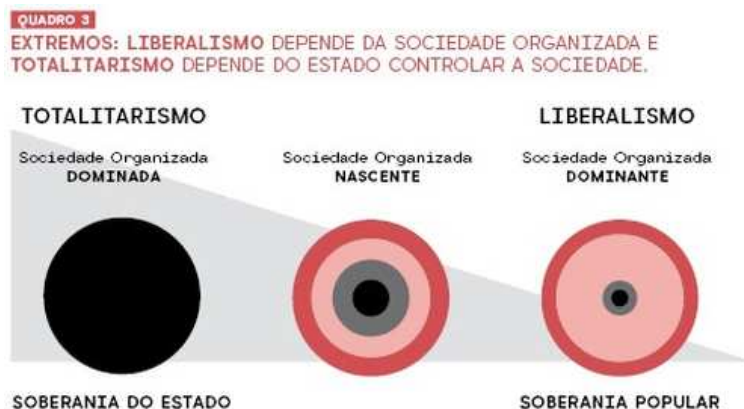 QUADRO 3
EXTREMOS: LIBERALISMO DEPENDE DA SOCIEDADE ORGANIZADA E
TOTALITARISMO DEPENDE DO ESTADO CONTROLAR A SOCIEDADE.
TOTALITARISMO
Sociedade Organizada
DOMINADA
Sociedade Organizada
NASCENTE
LIBERALISMO
Sociedade Organizada
DOMINANTE
SOBERANIA DO ESTADO
SOBERANIA POPULAR